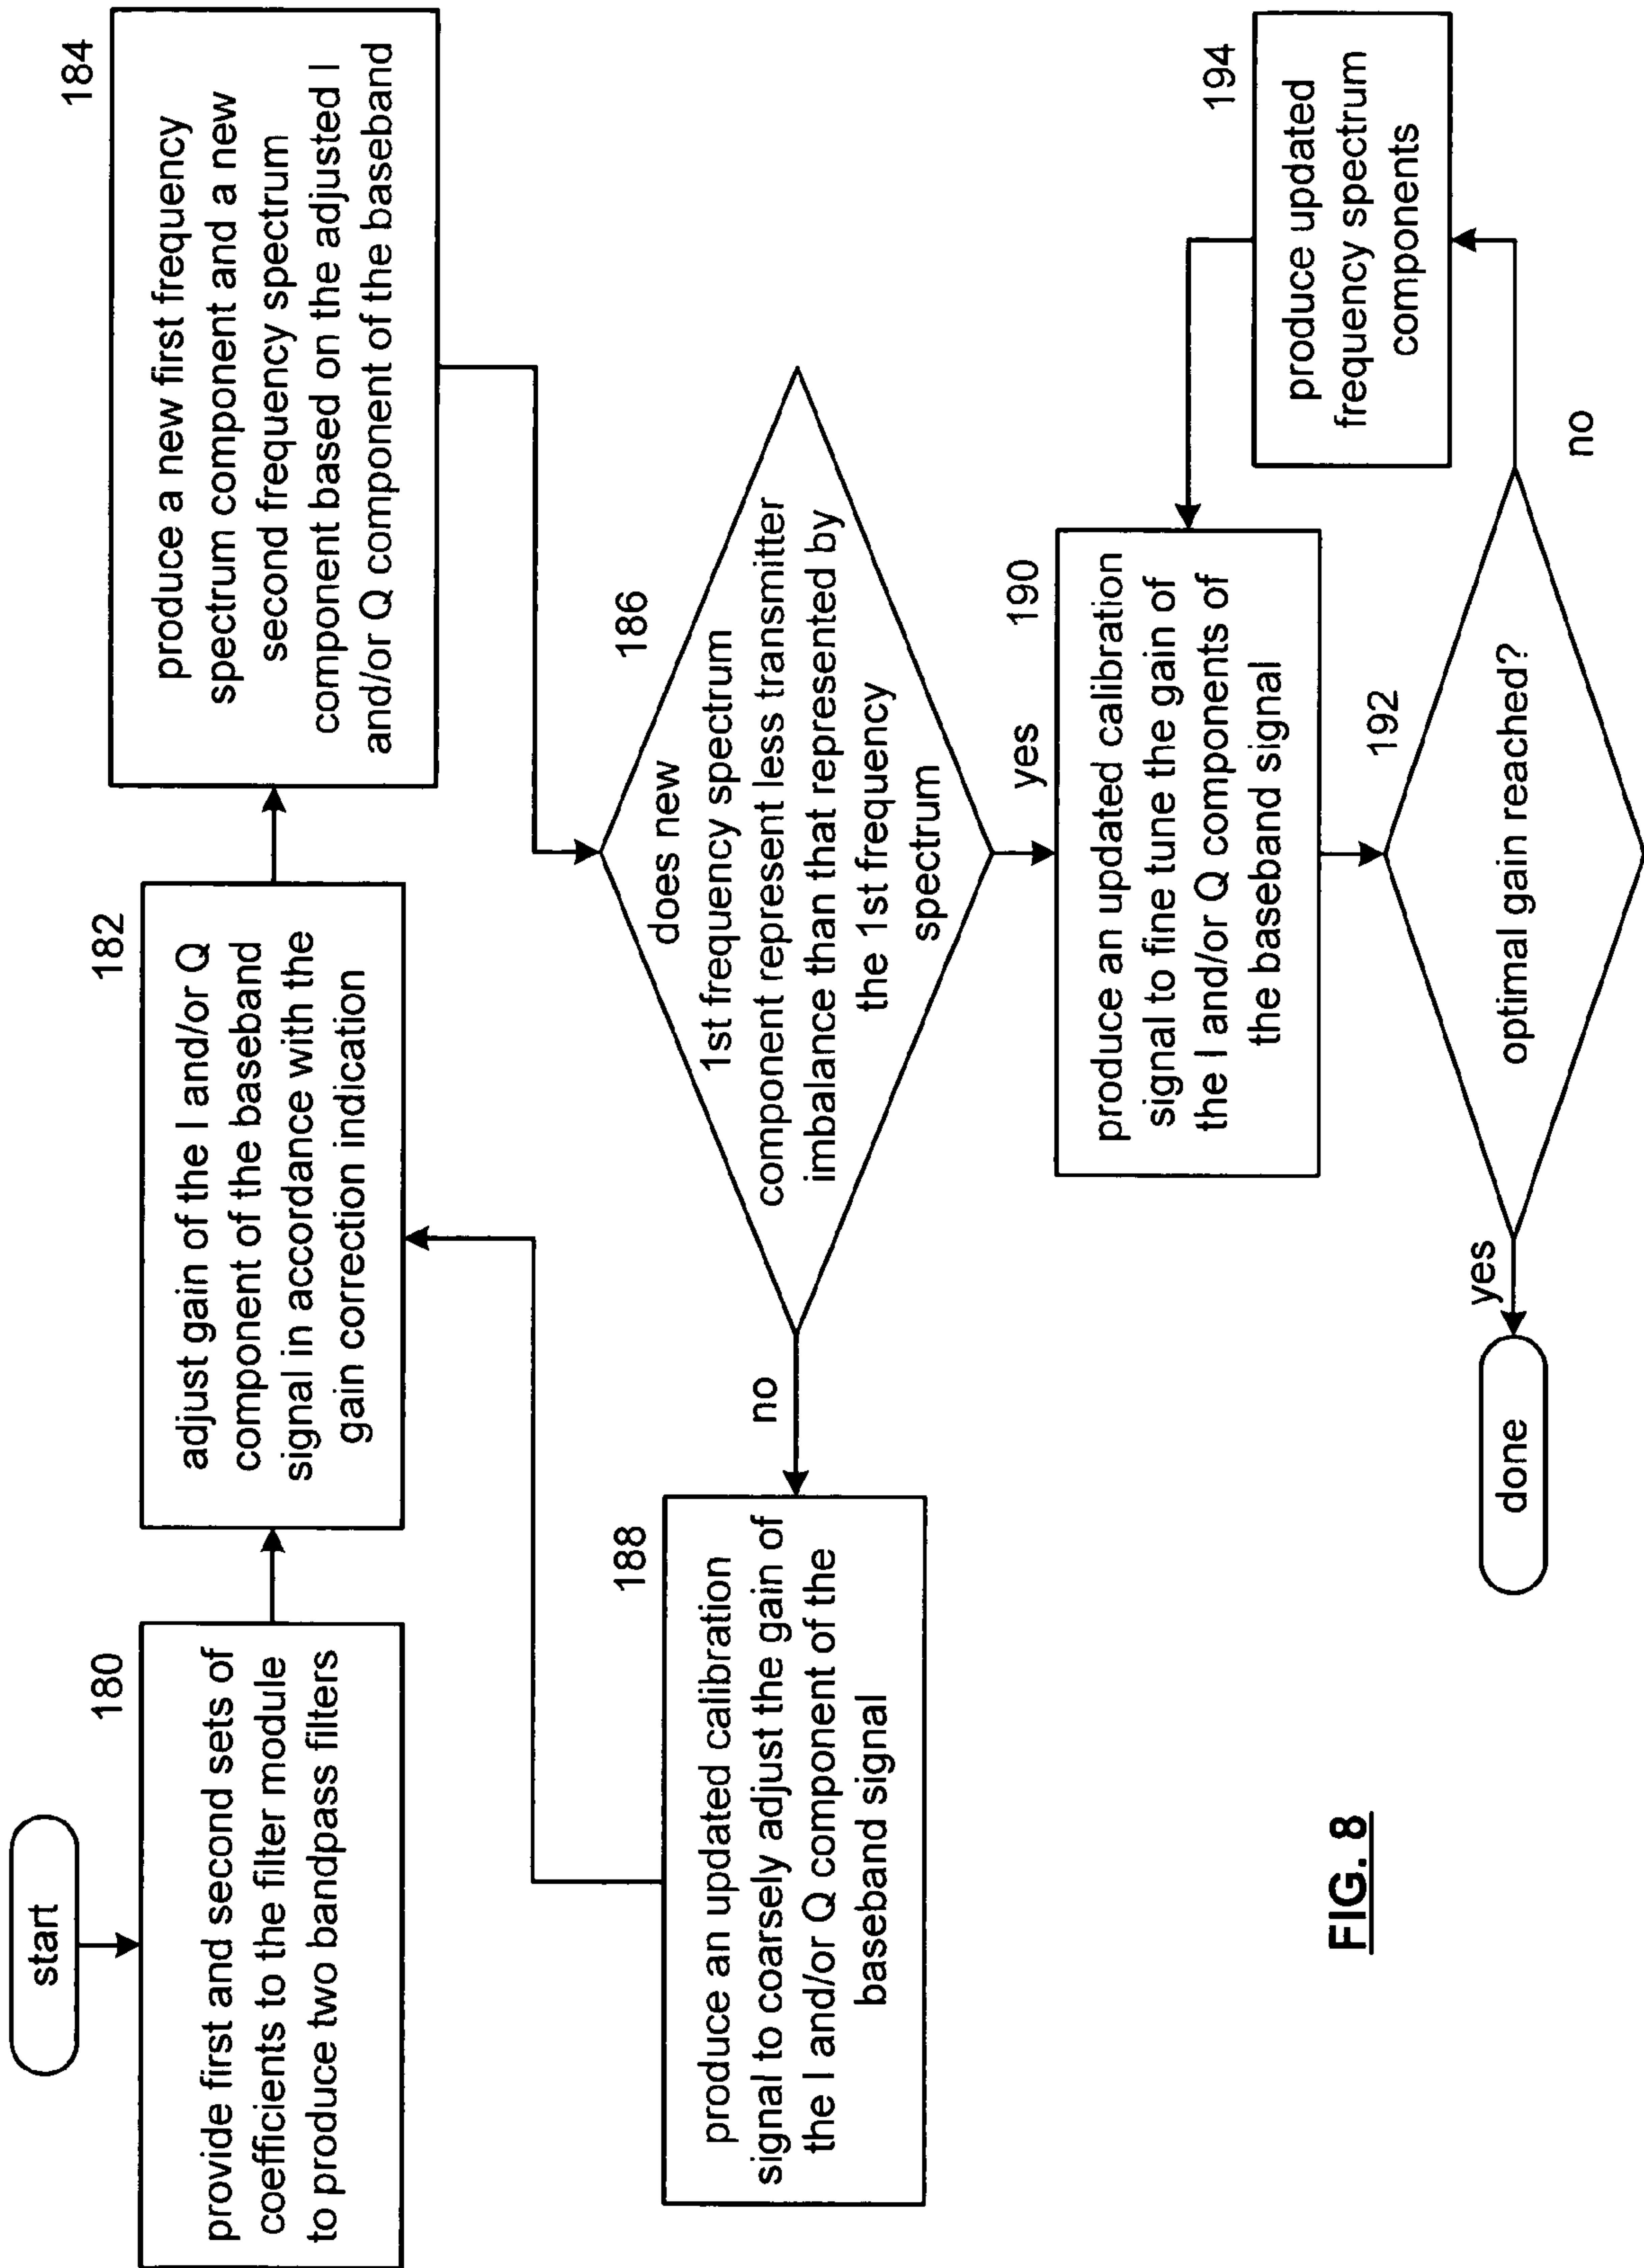 start
180
provide first and second sets of
coefficients to the filter module
to produce two bandpass filters
182
adjust gain of the I and/or Q
component of the baseband
signal in accordance with the
gain correction indication
184
produce a new first frequency
spectrum component and a new
second frequency spectrum
component based on the adjusted I
and/or Q component of the baseband
186
does new
1st frequency spectrum
component represent less transmitter
imbalance than that represented by
the 1st frequency
spectrum
no
188
produce an updated calibration
signal to coarsely adjust the gain of
the I and/or Q component of the
baseband signal
yes
190
produce an updated calibration
signal to fine tune the gain of
the I and/or Q components of
the baseband signal
192
optimal gain reached?
yes
done
no
194
produce updated
frequency spectrum
components
FIG. 8